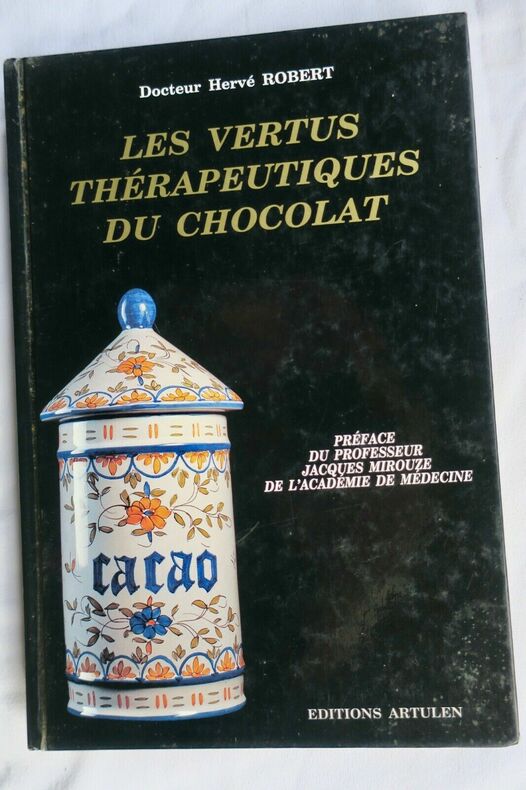 Docteur Hervé ROBERT
LES VERTUS
THÉRAPEUTIQUES
DU CHOCOLAT
PRÉFACE
DU PROFESSEUR
JACQUES MIROUZE
DE L'ACADÉMIE DE MÉDECINE
cacao
EDITIONS ARTULEN